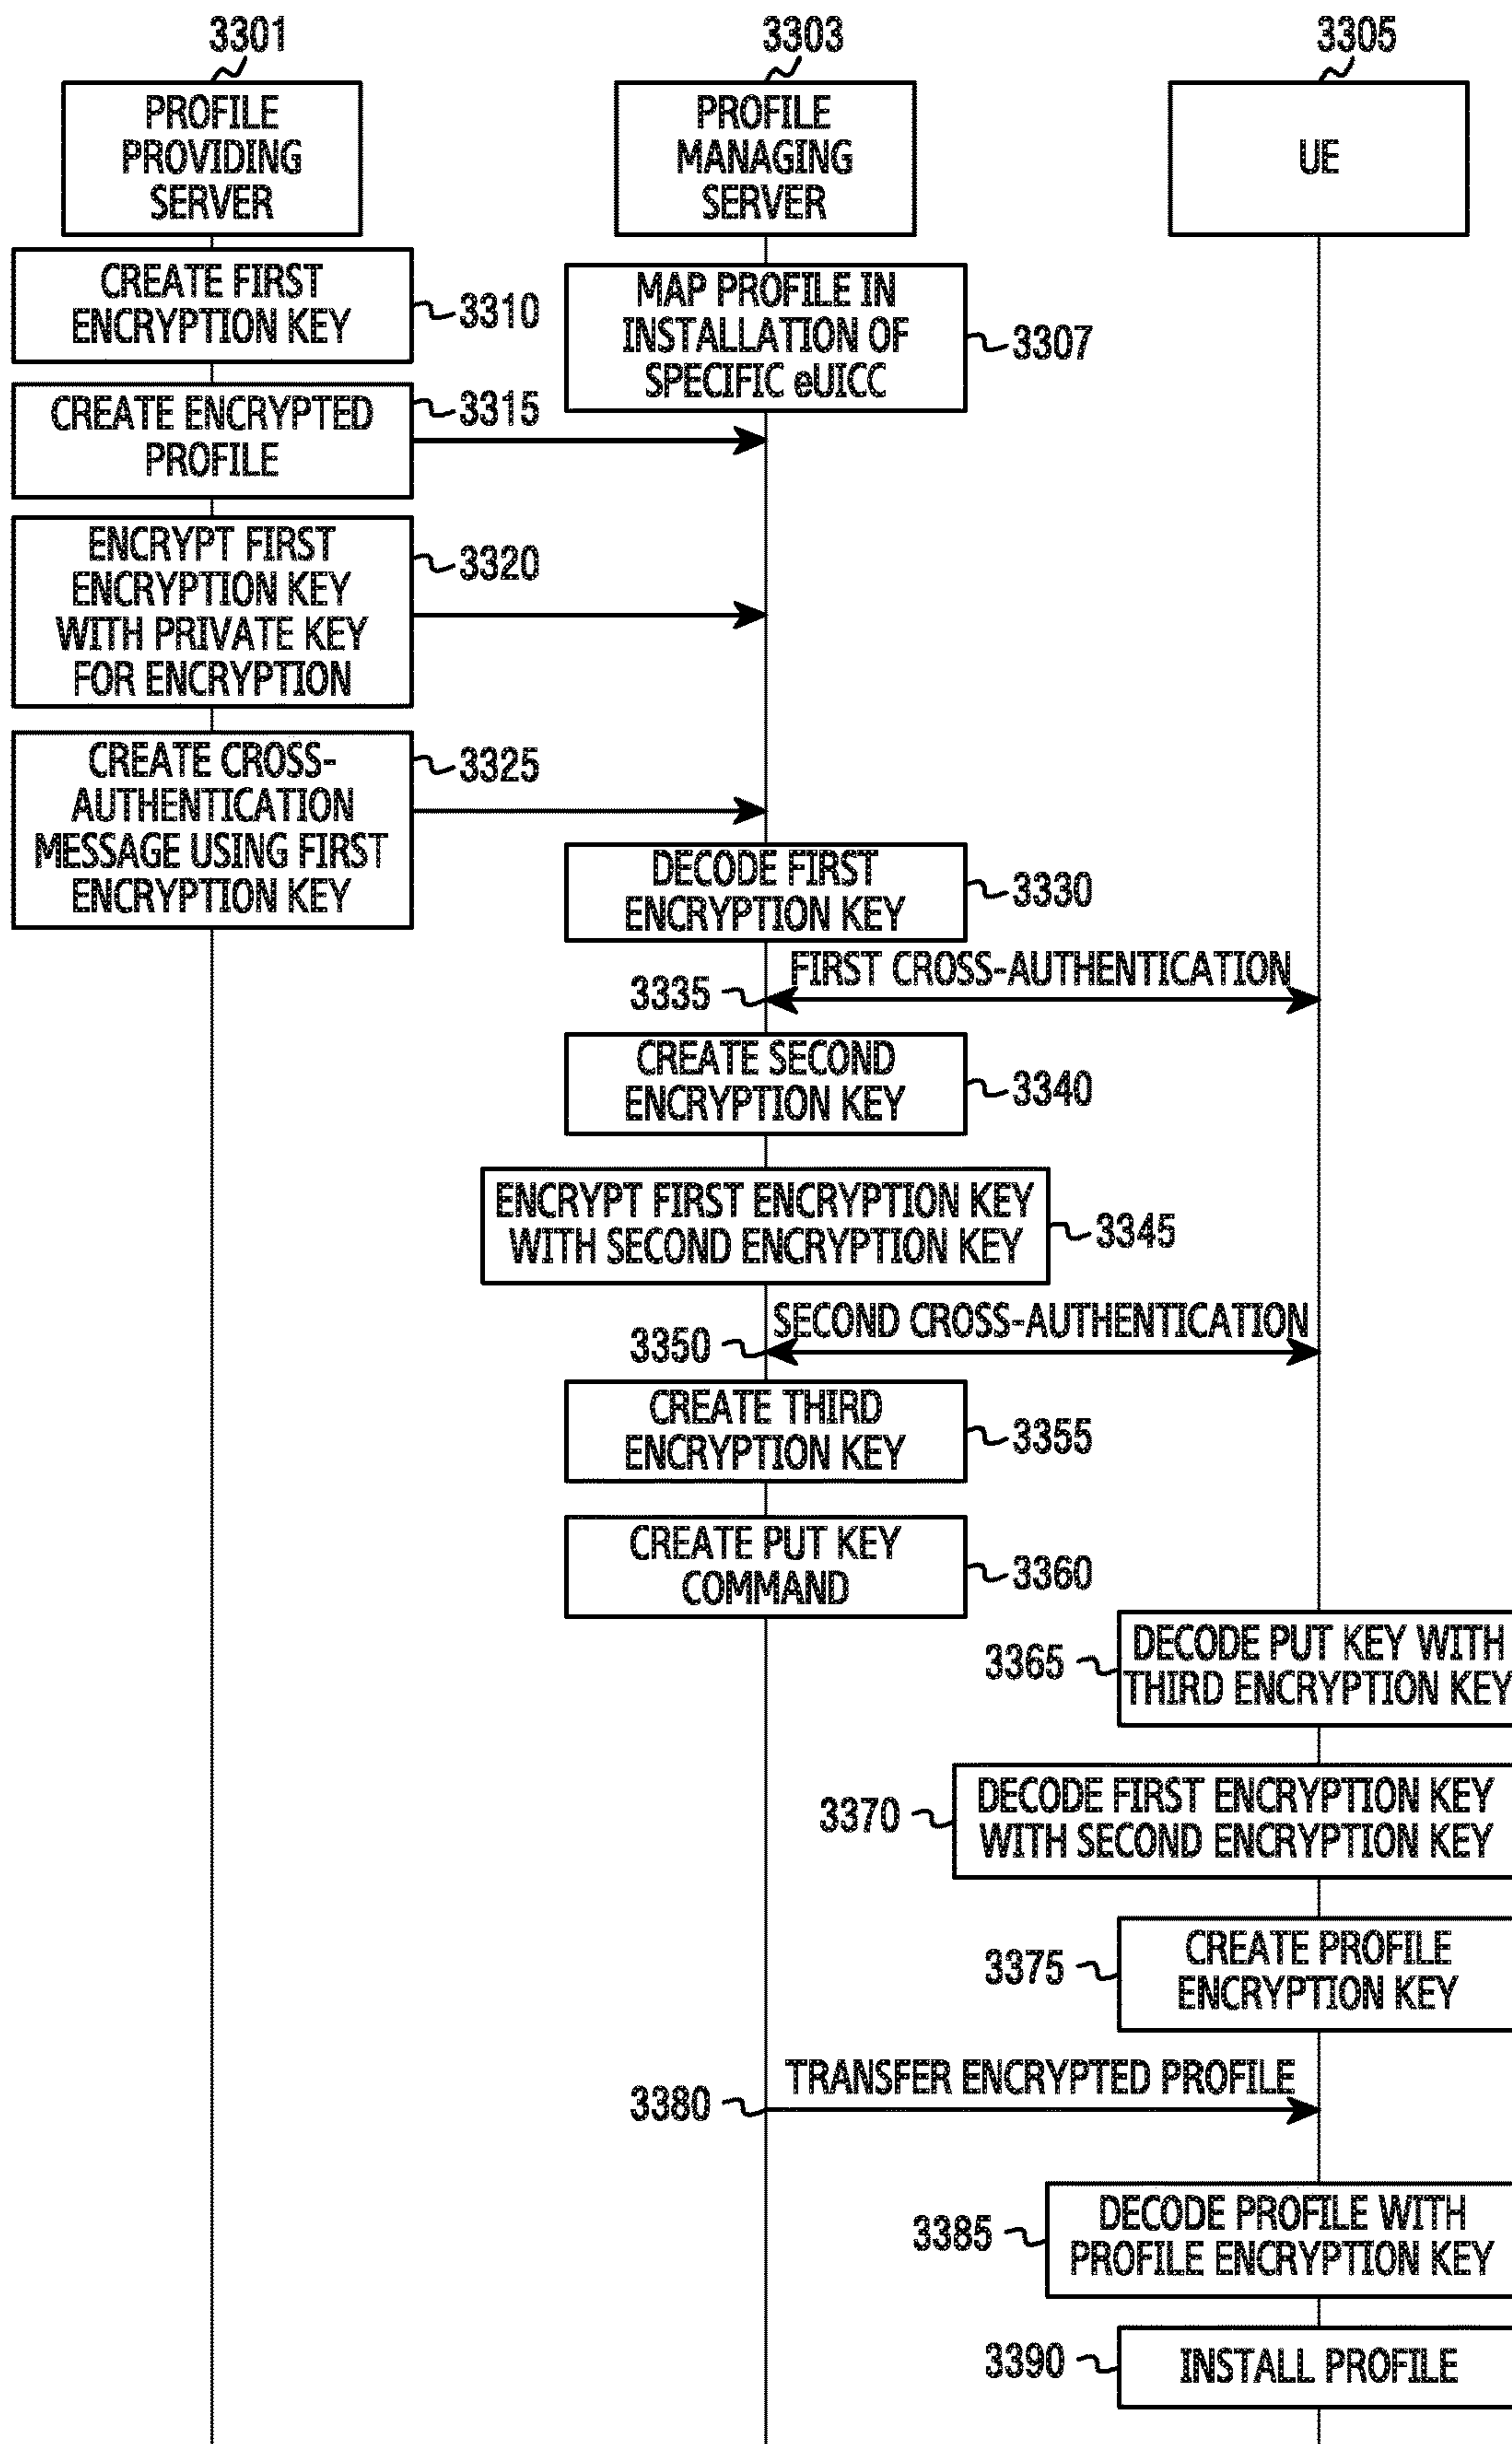 3301
3303
3305
PROFILE
PROVIDING
SERVER
PROFILE
MANAGING
SERVER
UE
CREATE FIRST
ENCRYPTION KEY
3310
MAP PROFILE IN
INSTALLATION OF
SPECIFIC eUICC
3307
CREATE ENCRYPTED
PROFILE
3315
ENCRYPT FIRST
ENCRYPTION KEY
WITH PRIVATE KEY
FOR ENCRYPTION
3320
CREATE CROSS-
AUTHENTICATION
MESSAGE USING FIRST
ENCRYPTION KEY
3325
DECODE FIRST
ENCRYPTION KEY
3330
FIRST CROSS-AUTHENTICATION
3335
CREATE SECOND
ENCRYPTION KEY
3340
ENCRYPT FIRST ENCRYPTION KEY
WITH SECOND ENCRYPTION KEY
3345
SECOND CROSS-AUTHENTICATION
3350
CREATE THIRD
ENCRYPTION KEY
3355
CREATE PUT KEY
COMMAND
3360
3365
DECODE PUT KEY WITH
THIRD ENCRYPTION KEY
3370
DECODE FIRST ENCRYPTION KEY
WITH SECOND ENCRYPTION KEY
3375
CREATE PROFILE
ENCRYPTION KEY
TRANSFER ENCRYPTED PROFILE
3380
3385
DECODE PROFILE WITH
PROFILE ENCRYPTION KEY
3390
INSTALL PROFILE